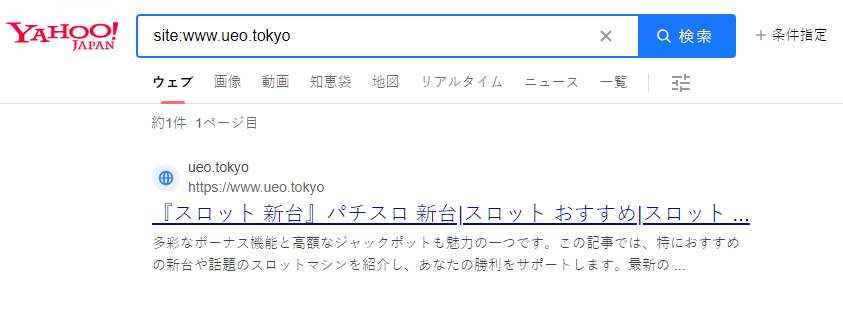 YAHOO! JAPAN
site:www.ueo.tokyo
検索
条件指定
ウェブ 画像 動画 知恵袋 地図 リアルタイム ニュース 一覧
約1件 1ページ目
ueo.tokyo
https://www.ueo.tokyo
『スロット 新台』パチスロ 新台|スロット おすすめ|スロット ...
多彩なボーナス機能と高額なジャックポットも魅力の一つです。この記事では、特におすすめ
の新台や話題のスロットマシンを紹介し、あなたの勝利をサポートします。最新の ...